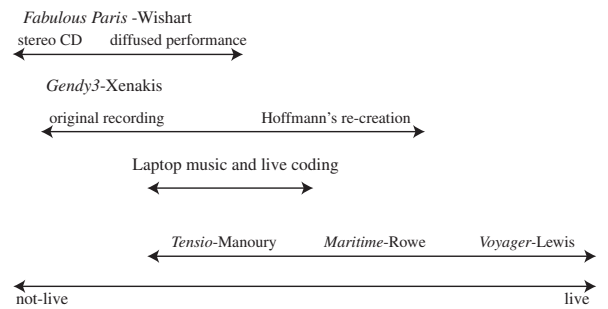 Fabulous Paris -Wishart
stereo CD diffused performance
Gendy3-Xenakis
original recording Hoffmann's re-creation
Laptop music and live coding
Tensio-Manoury Maritime-Rowe Voyager-Lewis
not-live live